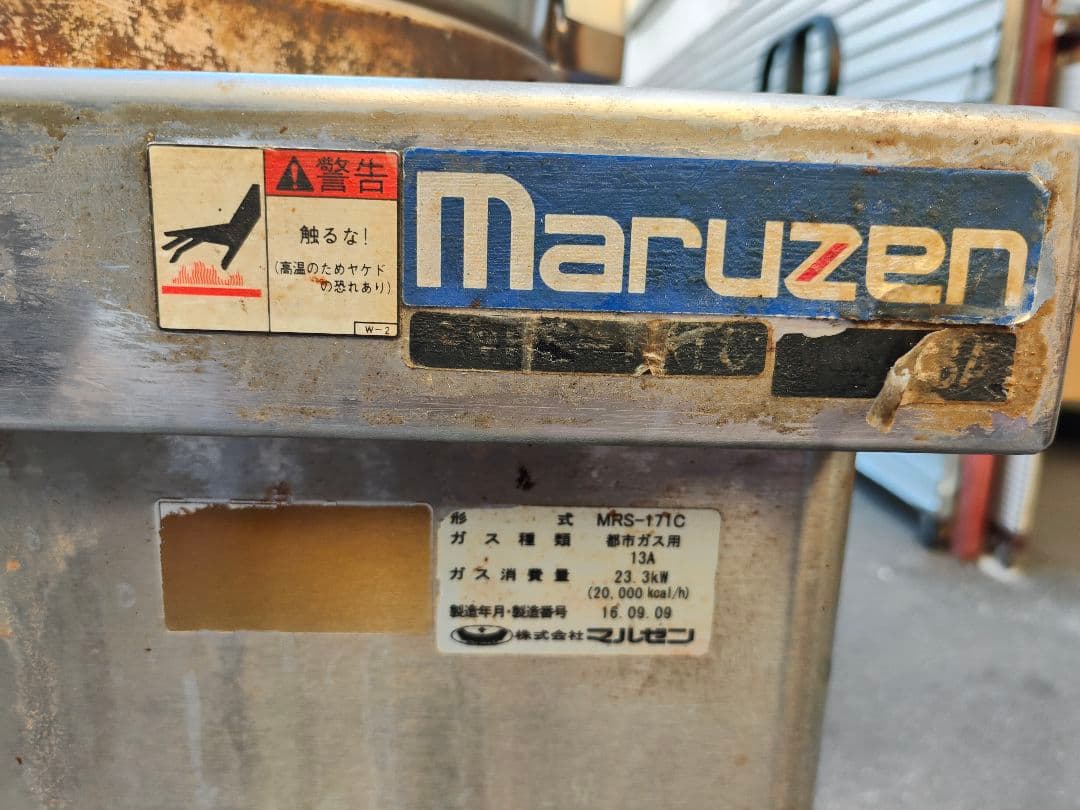 警告
触るな!
(高温のためヤケド
の恐れあり)
W-2
maruzen
形式 MRS-171C
ガス種類 都市ガス用
13A
ガス消費量 23.3kW
(20,000 kcal/h)
製造年月・製造番号 16.09.09
株式会社マルゼン